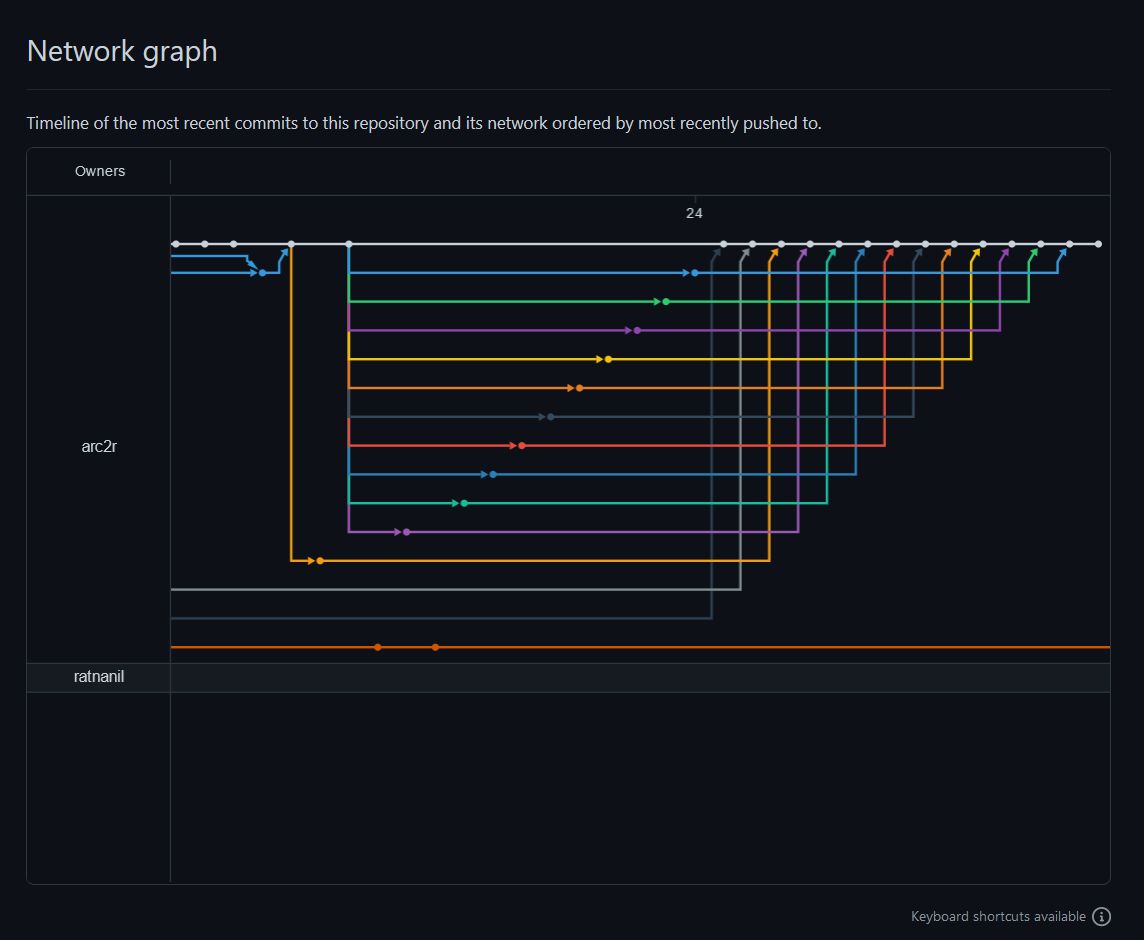 Network graph
Timeline of the most recent commits to this repository and its network ordered by most recently pushed to.
Owners
24
arc2r
ratnanil
Keyboard shortcuts available